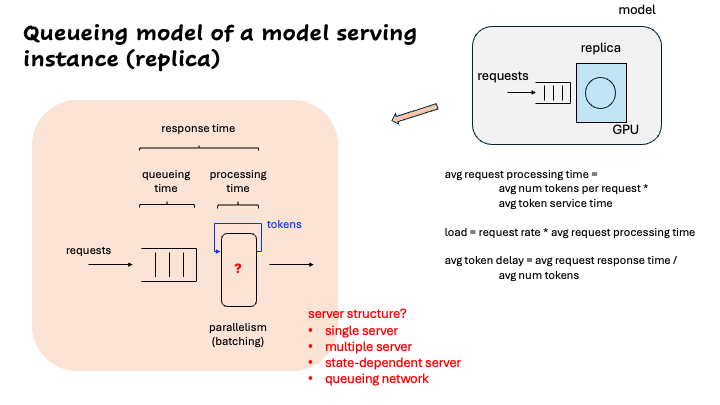 Queueing model of a model serving
instance (replica)
model
replica
requests
GPU
response time
queueing
time
processing
time
tokens
requests
?
parallelism
(batching)
avg request processing time =
avg num tokens per request *
avg token service time
load = request rate * avg request processing time
avg token delay = avg request response time /
avg num tokens
server structure?
• single server
• multiple server
• state-dependent server
• queueing network